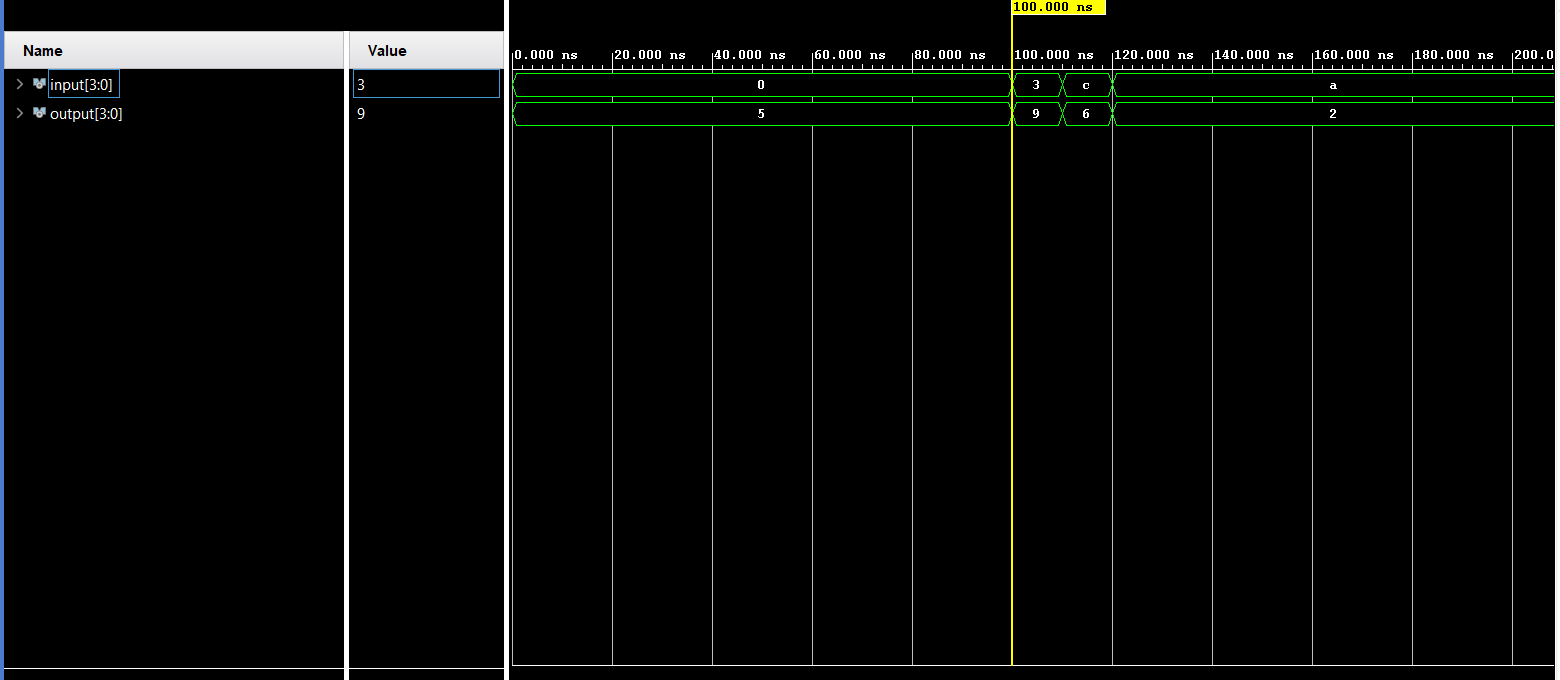 100.000 ns
Name Value
0.000 ns 20.000 ns 40.000 ns 60.000 ns 80.000 ns 100.000 ns 120.000 ns 140.000 ns 160.000 ns 180.000 ns 200.0
input[3:0] 3 0 3 c a
output[3:0] 9 5 9 6 2